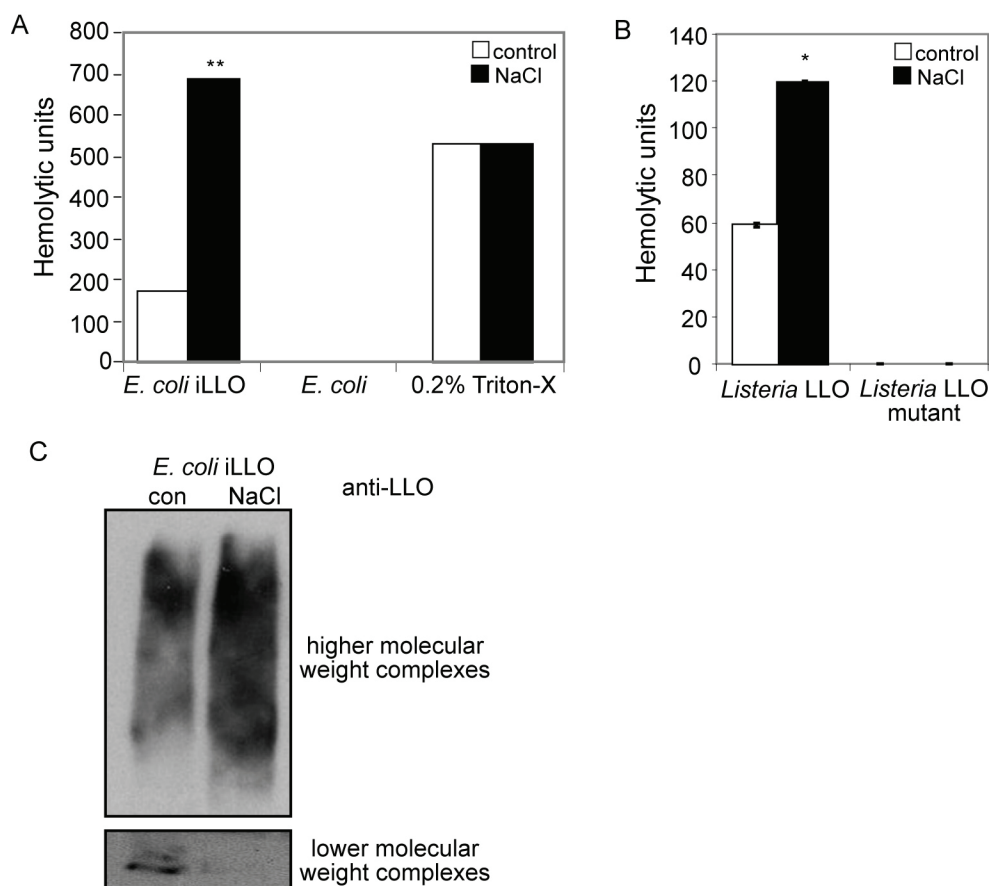 A
Hemolytic units
800
700
600
500
400
300
200
100
0
**
control
NaCl
E. coli iLLO
E. coli
0.2% Triton-X
B
Hemolytic units
140
120
100
80
60
40
20
0
*
control
NaCl
Listeria LLO
Listeria LLO
mutant
C
E. coli iLLO
con NaCl
anti-LLO
higher molecular
weight complexes
lower molecular
weight complexes